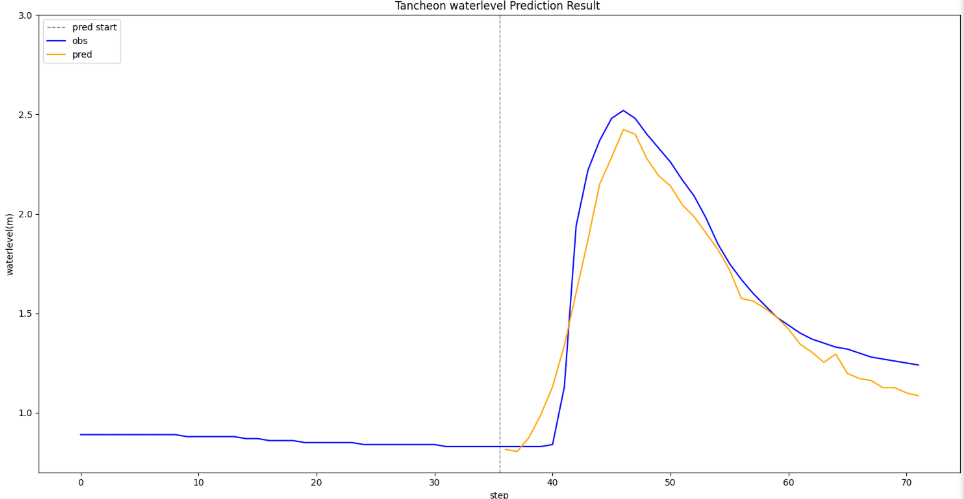 Tancheon waterlevel Prediction Result
pred start
obs
pred
3.0
2.5
2.0
1.5
1.0
waterlevel(m)
0 10 20 30 40 50 60 70
step